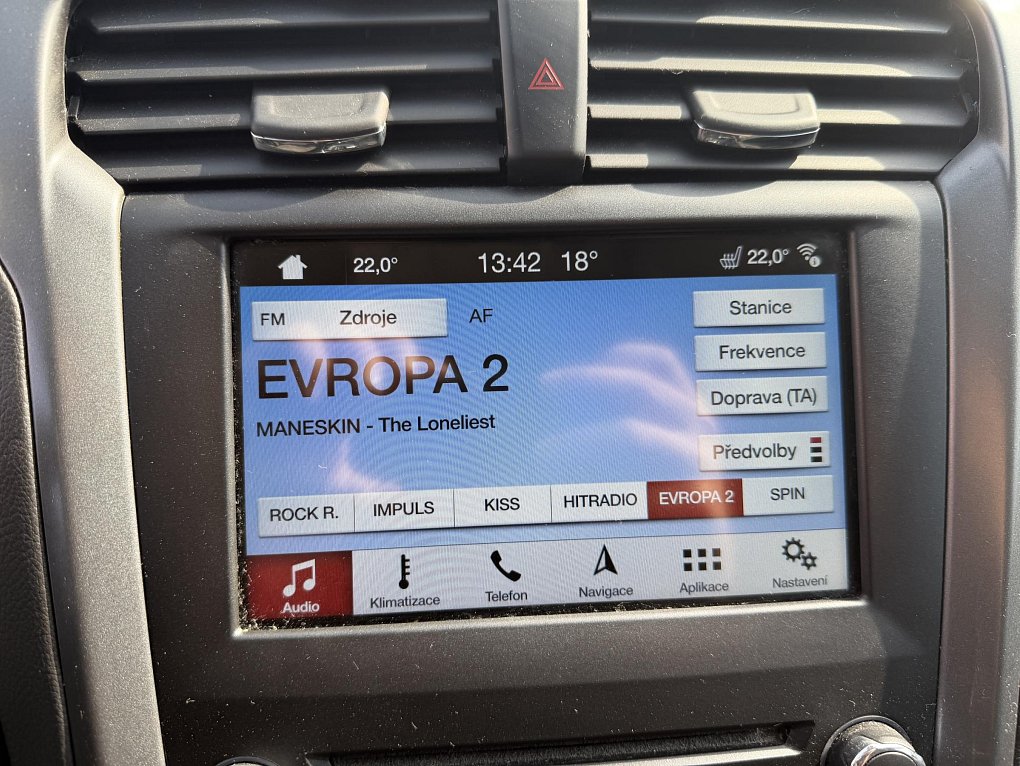 22,0° 13:42 18° 22,0°
FM Zdroje AF Stanice
Frekvence
EVROPA 2
Doprava (TA)
MANESKIN - The Loneliest
Předvolby
ROCK R. IMPULS KISS HITRADIO EVROPA 2 SPIN
Audio Klimatizace Telefon Navigace Aplikace Nastavení